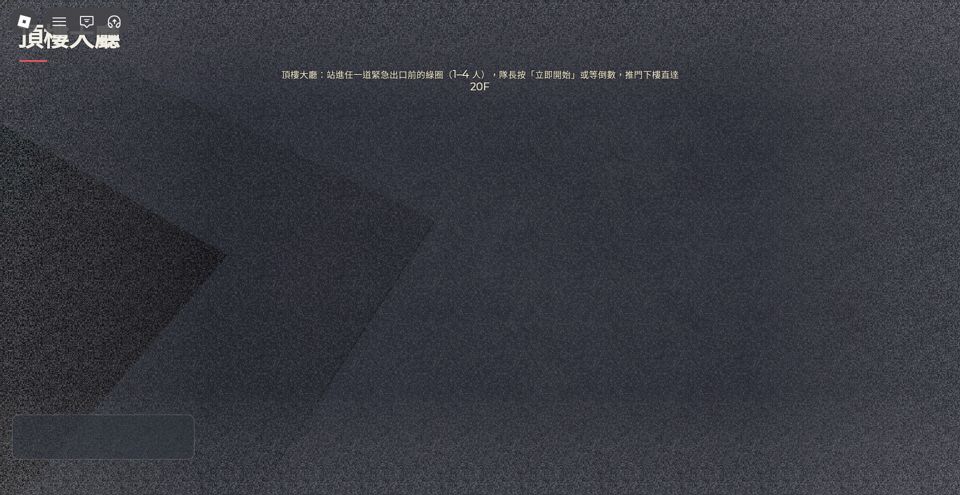 頂樓大廳
頂樓大廳：站進任一道緊急出口前的綠圈（1–4 人），隊長按「立即開始」或等倒數，推門下樓直達
20F